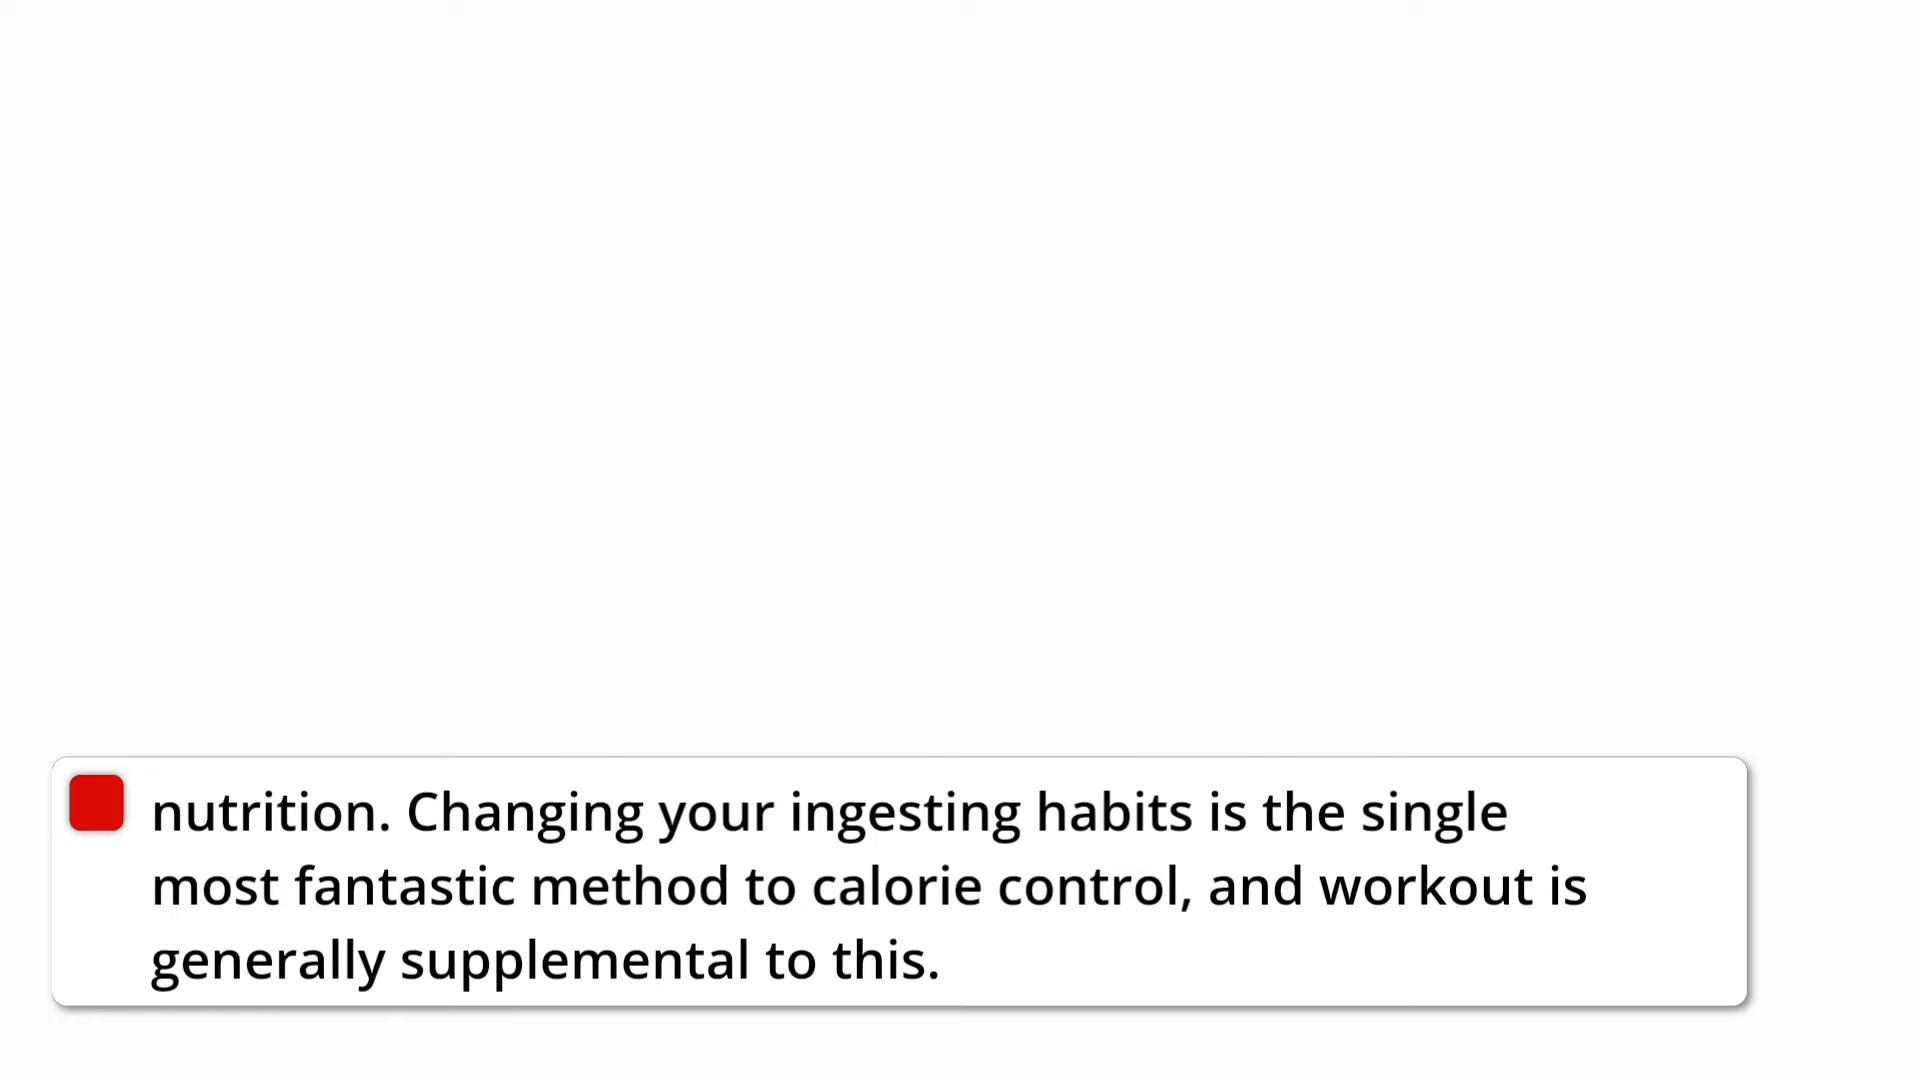 nutrition. Changing your ingesting habits is the single
most fantastic method to calorie control, and workout is
generally supplemental to this.